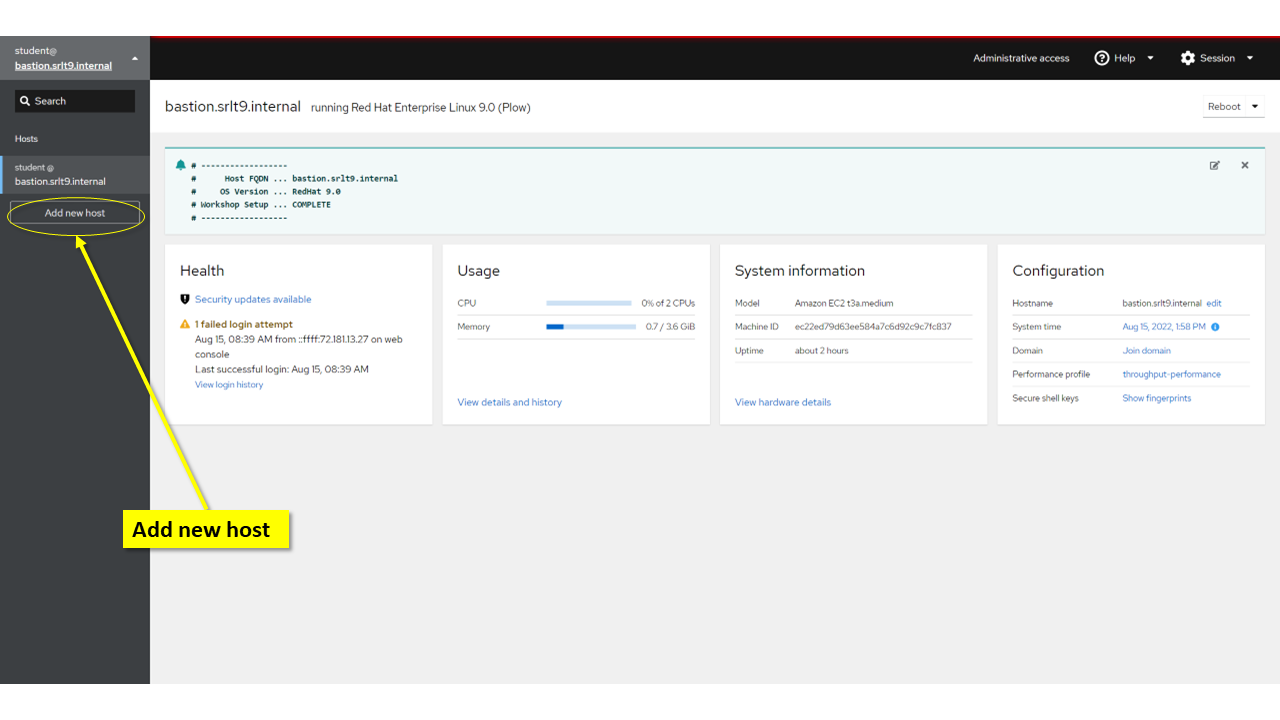 student@
bastion.srlt9.internal
Administrative access
Help
Session
Search
Hosts
student @
bastion.srlt9.internal
Add new host
bastion.srlt9.internal running Red Hat Enterprise Linux 9.0 (Plow)
Reboot
# ------------------
# Host FQDN ... bastion.srlt9.internal
# OS Version ... RedHat 9.0
# Workshop Setup ... COMPLETE
# ------------------
Health
Security updates available
1 failed login attempt
Aug 15, 08:39 AM from ::ffff:72.181.13.27 on web
console
Last successful login: Aug 15, 08:39 AM
View login history
Usage
CPU 0% of 2 CPUs
Memory 0.7 / 3.6 GiB
View details and history
System information
Model Amazon EC2 t3a.medium
Machine ID ec22ed79d63ee584a7c6d92c9c7fc837
Uptime about 2 hours
View hardware details
Configuration
Hostname bastion.srlt9.internal edit
System time Aug 15, 2022, 1:58 PM
Domain Join domain
Performance profile throughput-performance
Secure shell keys Show fingerprints
Add new host